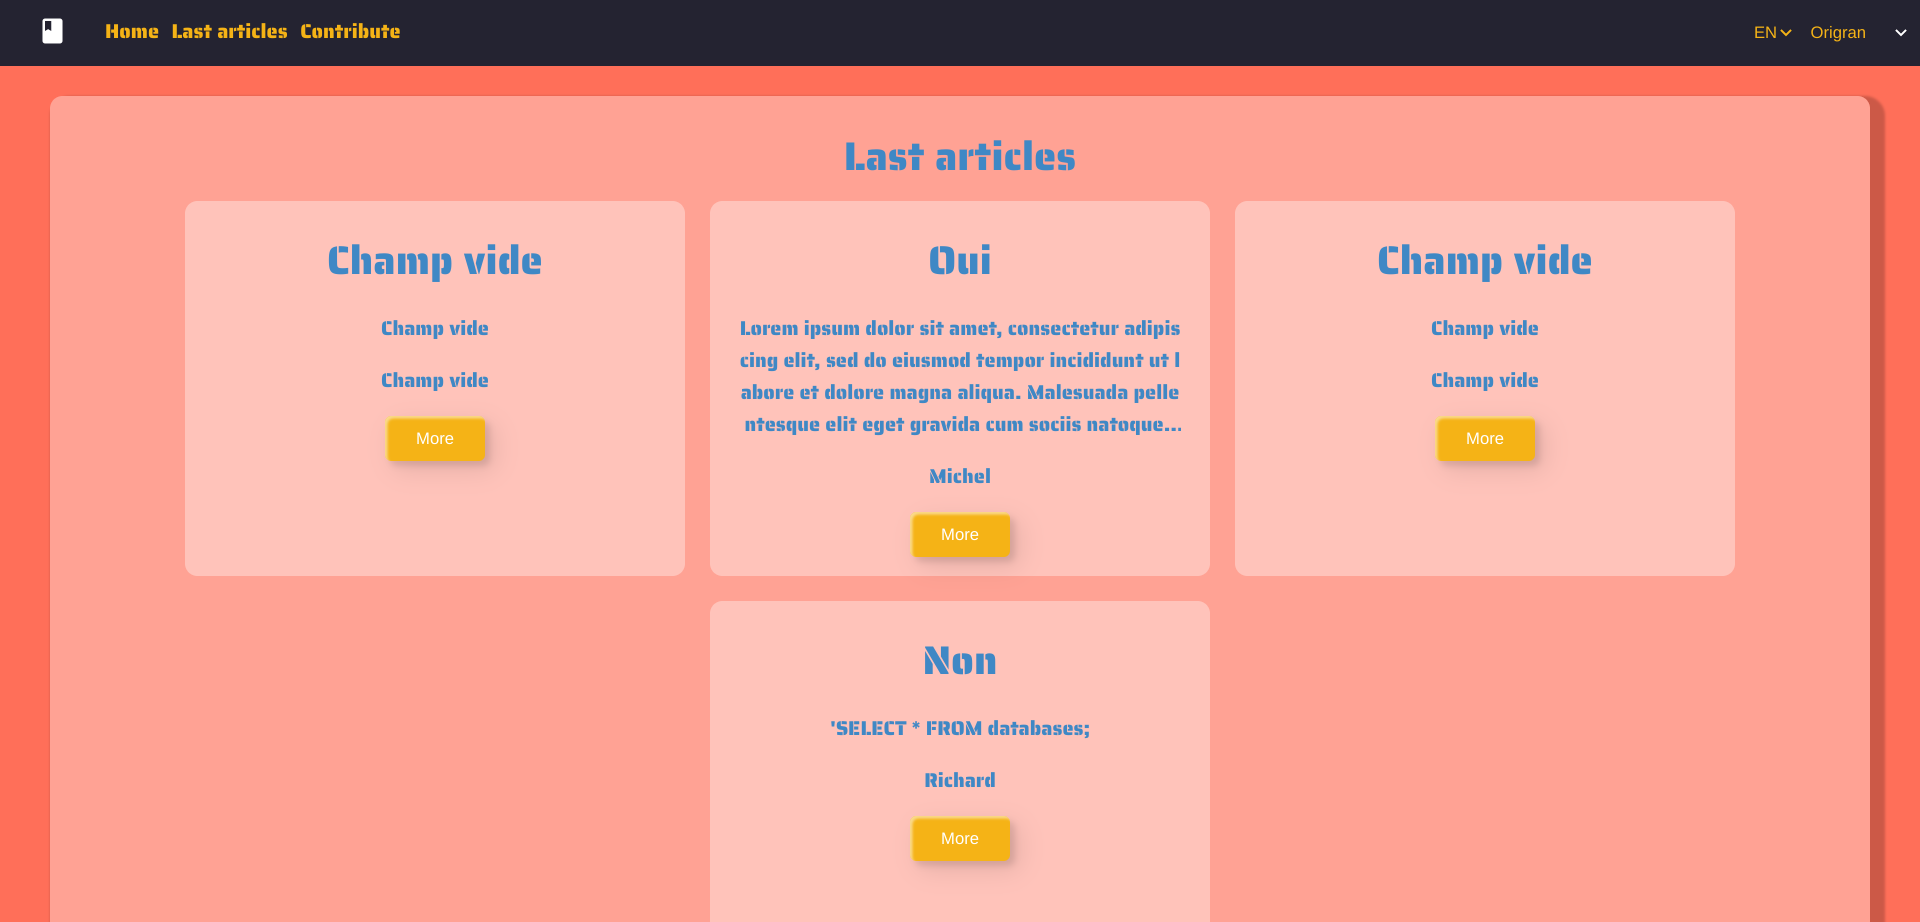 Home Last articles Contribute
EN
Origran
Last articles
Champ vide
Champ vide
Champ vide
More
Oui
Lorem ipsum dolor sit amet, consectetur adipis
cing elit, sed do eiusmod tempor incididunt ut l
abore et dolore magna aliqua. Malesuada pelle
ntesque elit eget gravida cum sociis natoque...
Michel
More
Champ vide
Champ vide
Champ vide
More
Non
'SELECT * FROM databases;
Richard
More